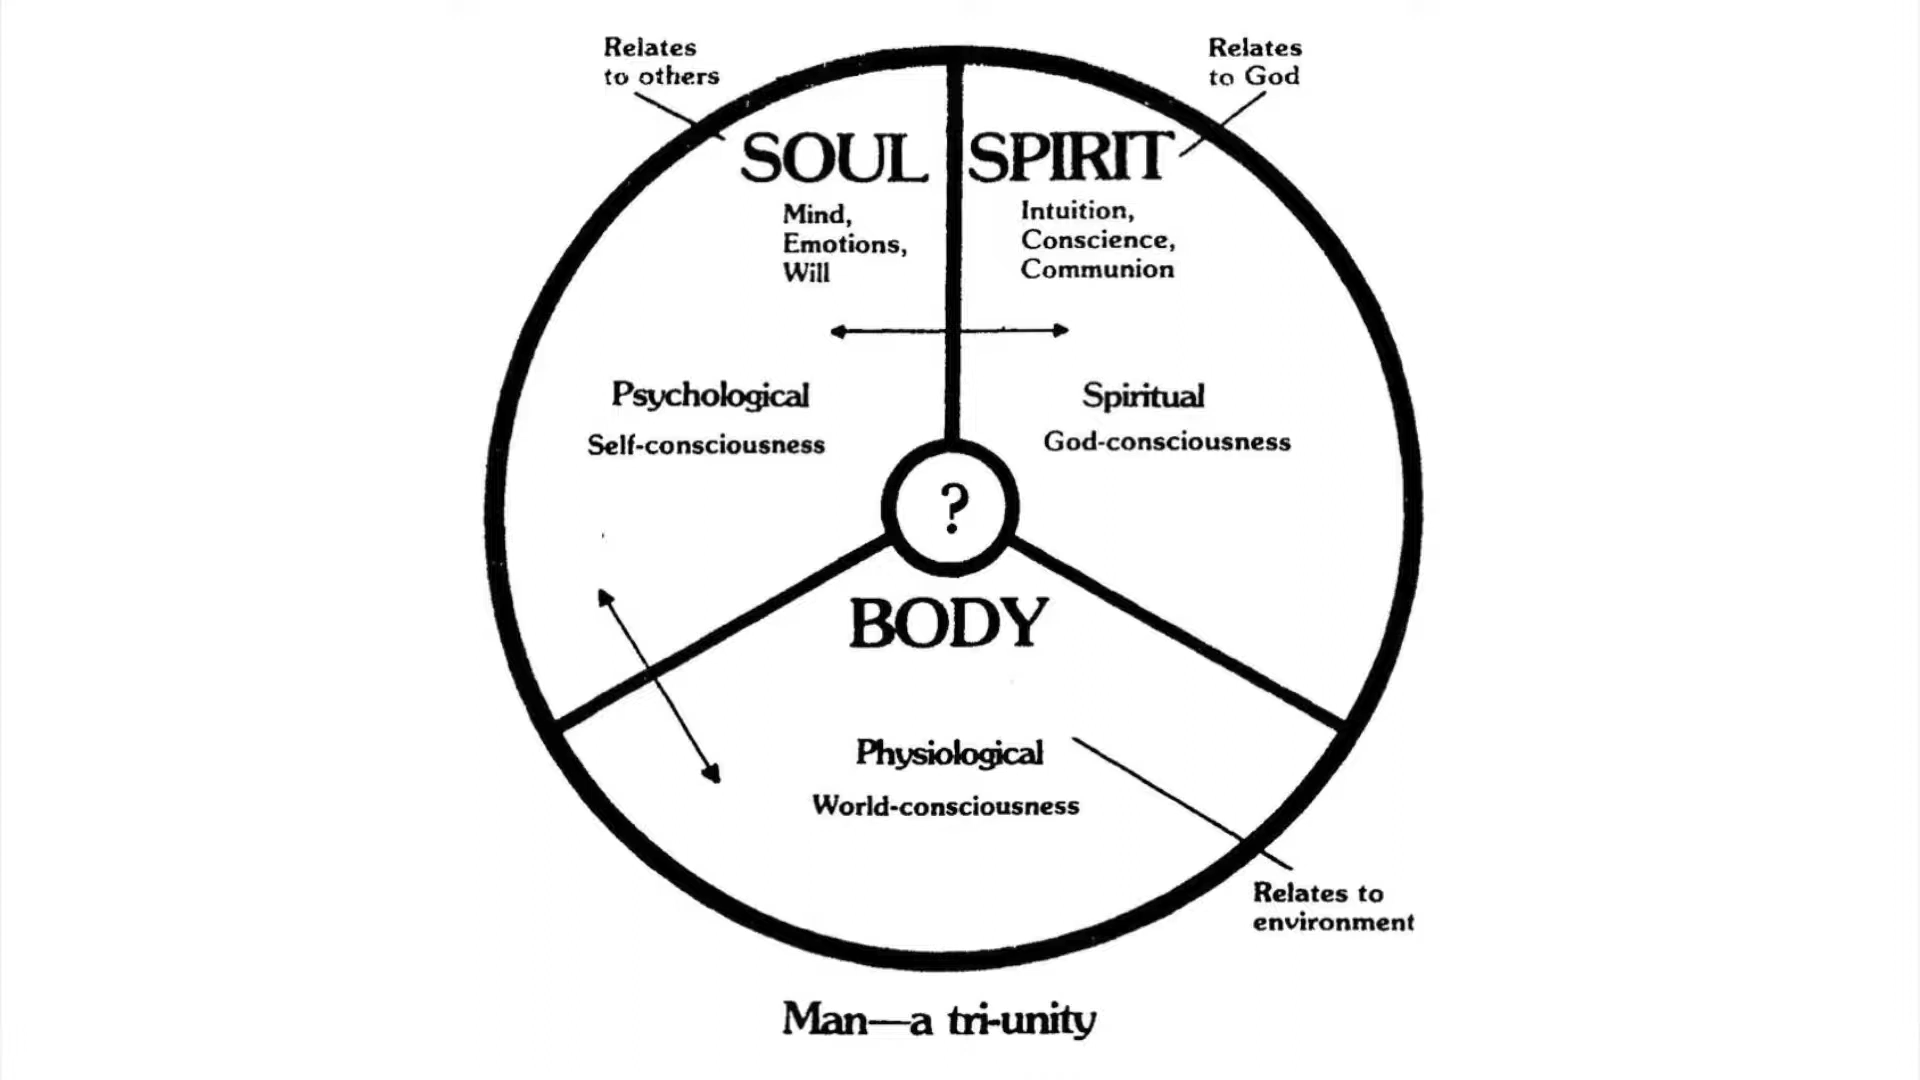 Relates
to others
Relates
to God
SOUL
SPIRIT
Mind,
Emotions,
Will
Intuition,
Conscience,
Communion
Psychological
Self-consciousness
Spiritual
God-consciousness
?
BODY
Physiological
World-consciousness
Relates to
environment
Man—a tri-unity